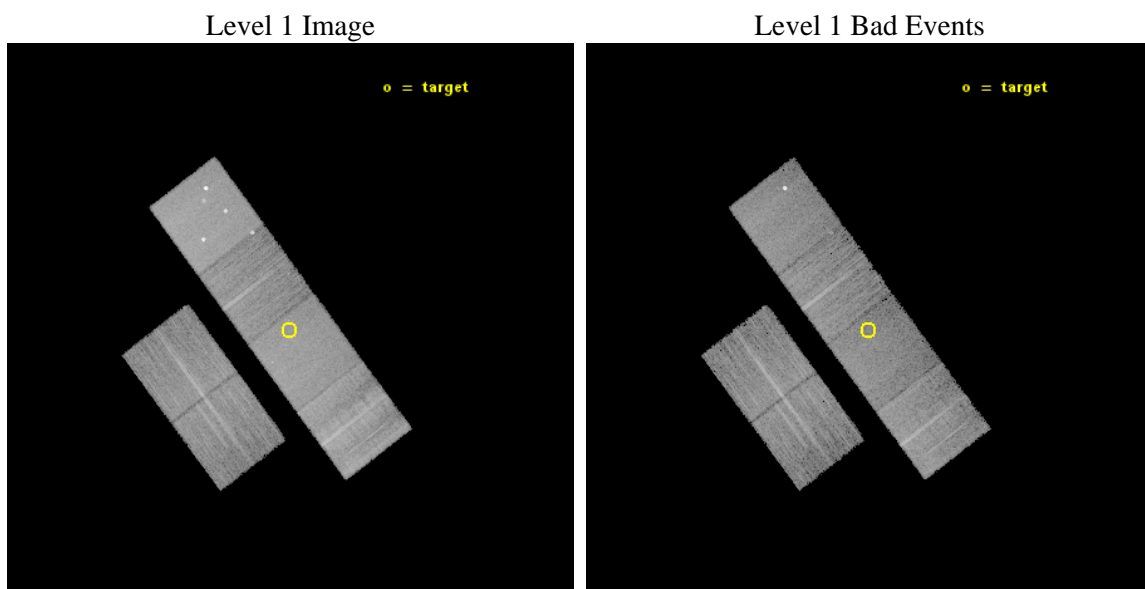 Level 1 Image
Level 1 Bad Events
o = target
o = target